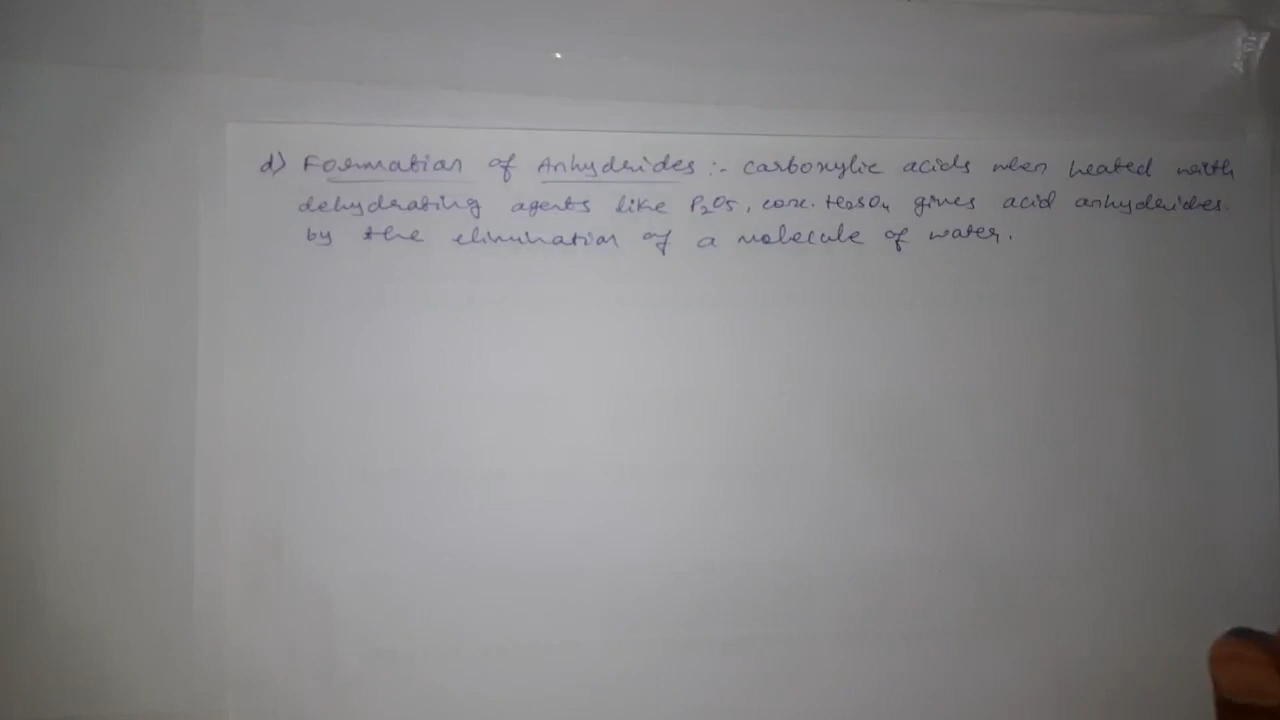 d) Formation of Anhydrides :- carboxylic acids when heated with
dehydrating agents like P₂O₅, conc. H₂SO₄ gives acid anhydrides.
by the elimination of a molecule of water.